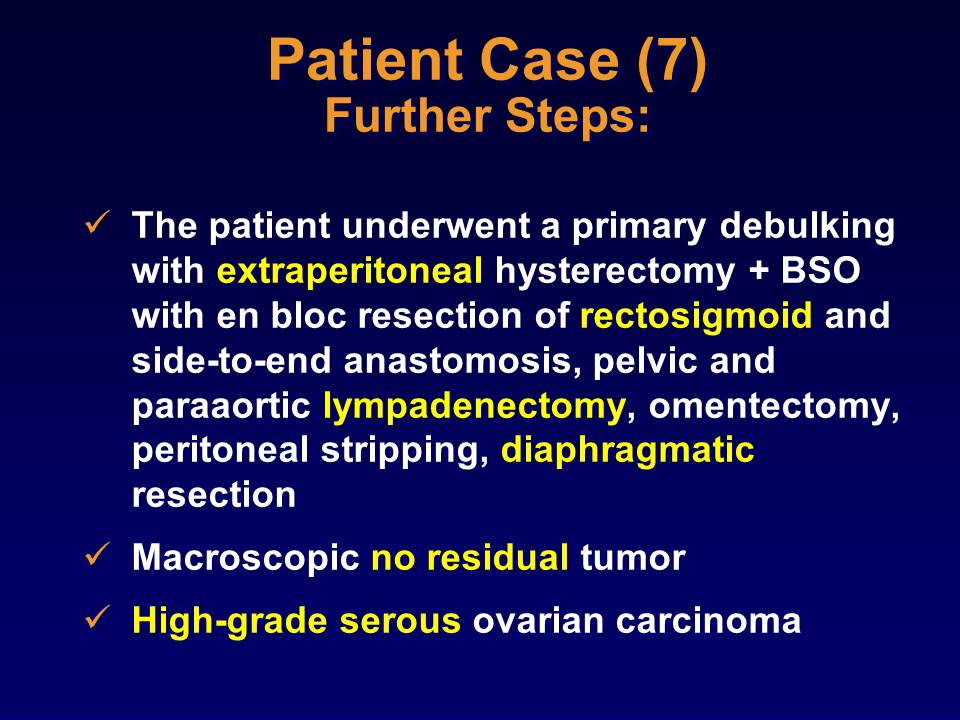 Patient Case (7)
Further Steps:
✓ The patient underwent a primary debulking
with extraperitoneal hysterectomy + BSO
with en bloc resection of rectosigmoid and
side-to-end anastomosis, pelvic and
paraaortic lympadenectomy, omentectomy,
peritoneal stripping, diaphragmatic
resection
✓ Macroscopic no residual tumor
✓ High-grade serous ovarian carcinoma